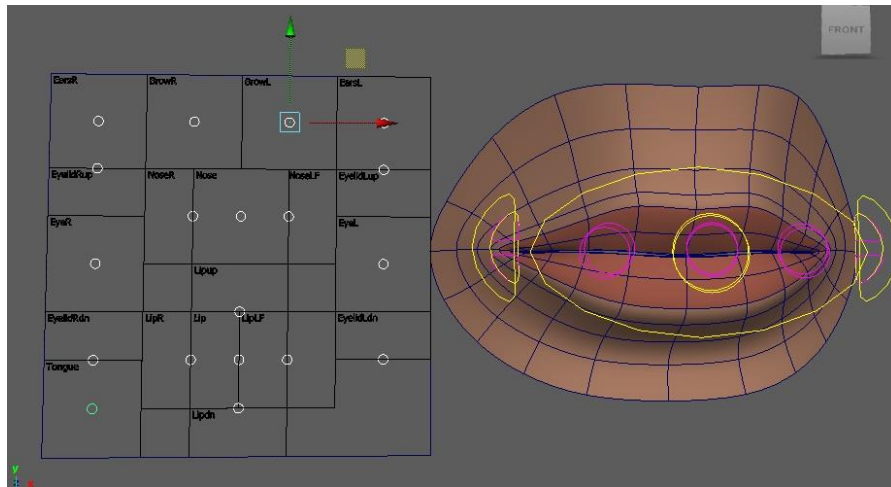 FRONT
EarsR
BrowR
BrowL
EarsL
EyelidRup
NoseR
Nose
NoseLF
EyelidLup
EyeR
EyeL
Lipup
EyelidRdn
LipR
Lip
LipLF
EyelidLdn
Tongue
Lipdn
y
x